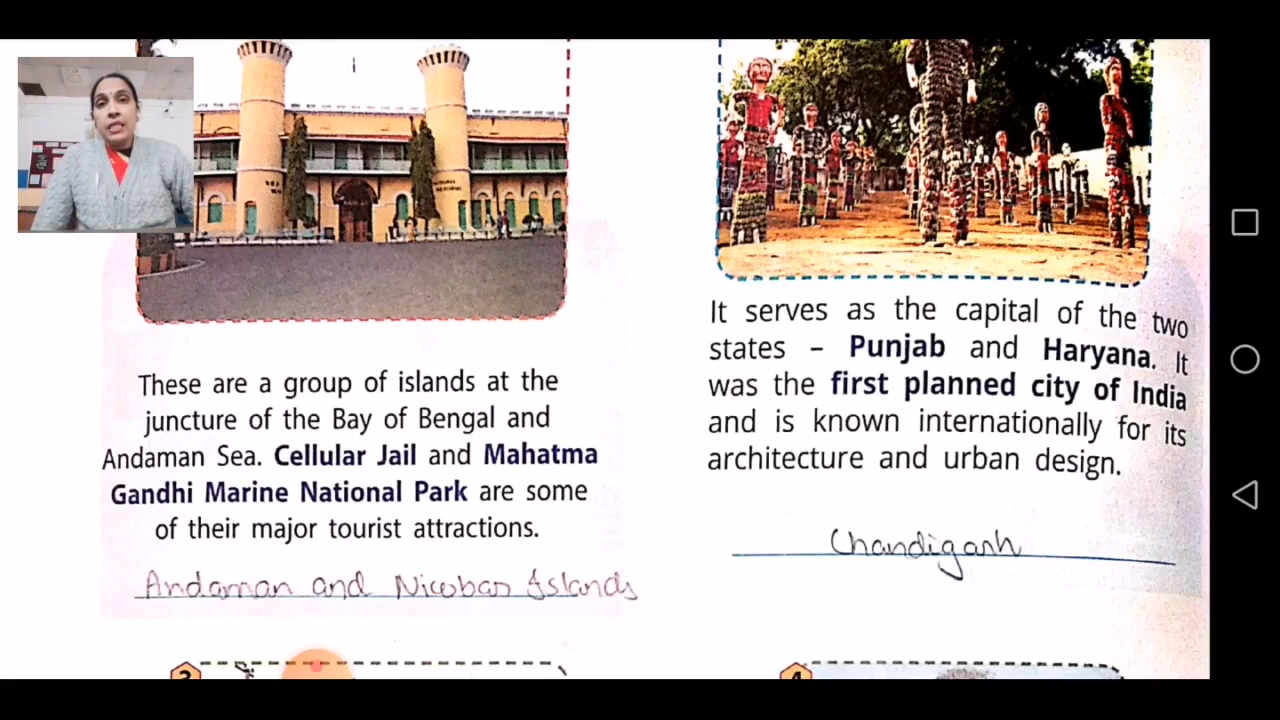 These are a group of islands at the
juncture of the Bay of Bengal and
Andaman Sea. Cellular Jail and Mahatma
Gandhi Marine National Park are some
of their major tourist attractions.
Andaman and Nicobar Islands
It serves as the capital of the two
states – Punjab and Haryana. It
was the first planned city of India
and is known internationally for its
architecture and urban design.
Chandigarh
3
4